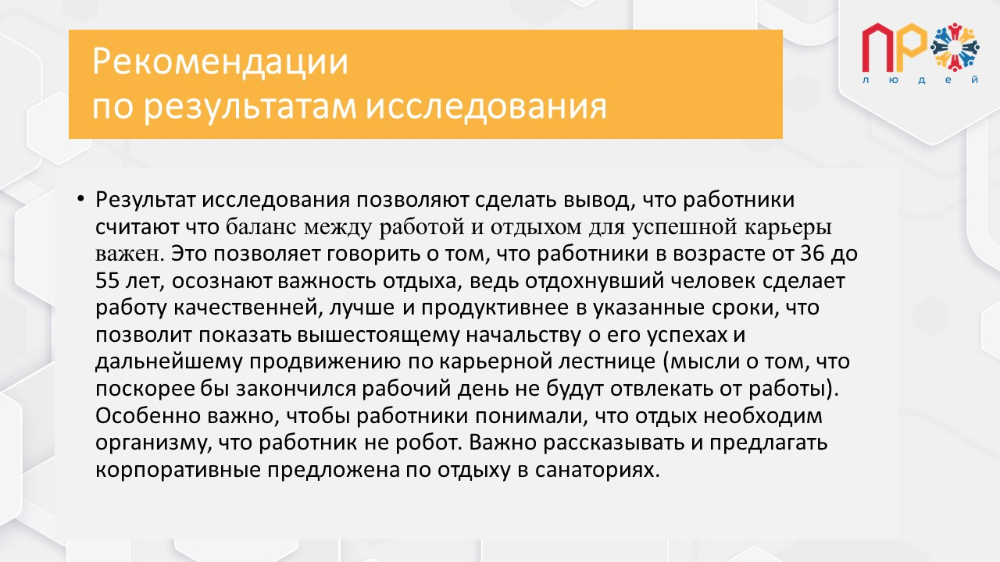 Рекомендации
по результатам исследования
ПРО
людей
• Результат исследования позволяют сделать вывод, что работники
считают что баланс между работой и отдыхом для успешной карьеры
важен. Это позволяет говорить о том, что работники в возрасте от 36 до
55 лет, осознают важность отдыха, ведь отдохнувший человек сделает
работу качественней, лучше и продуктивнее в указанные сроки, что
позволит показать вышестоящему начальству о его успехах и
дальнейшему продвижению по карьерной лестнице (мысли о том, что
поскорее бы закончился рабочий день не будут отвлекать от работы).
Особенно важно, чтобы работники понимали, что отдых необходим
организму, что работник не робот. Важно рассказывать и предлагать
корпоративные предложена по отдыху в санаториях.